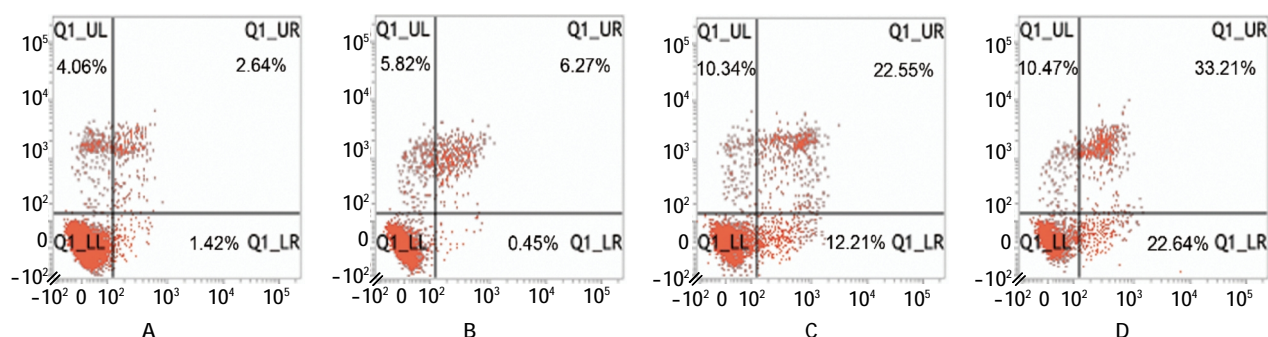 Q1_UL Q1_UR
4.06% 2.64%
10⁵
10⁴
10³
10²
0
-10²
Q1_LL 1.42% Q1_LR
-10² 0 10² 10³ 10⁴ 10⁵
A
Q1_UL Q1_UR
5.82% 6.27%
10⁵
10⁴
10³
10²
0
-10²
Q1_LL 0.45% Q1_LR
-10² 0 10² 10³ 10⁴ 10⁵
B
Q1_UL Q1_UR
10.34% 22.55%
10⁵
10⁴
10³
10²
0
-10²
Q1_LL 12.21% Q1_LR
-10² 0 10² 10³ 10⁴ 10⁵
C
Q1_UL Q1_UR
10.47% 33.21%
10⁵
10⁴
10³
10²
0
-10²
Q1_LL 22.64% Q1_LR
-10² 0 10² 10³ 10⁴ 10⁵
D